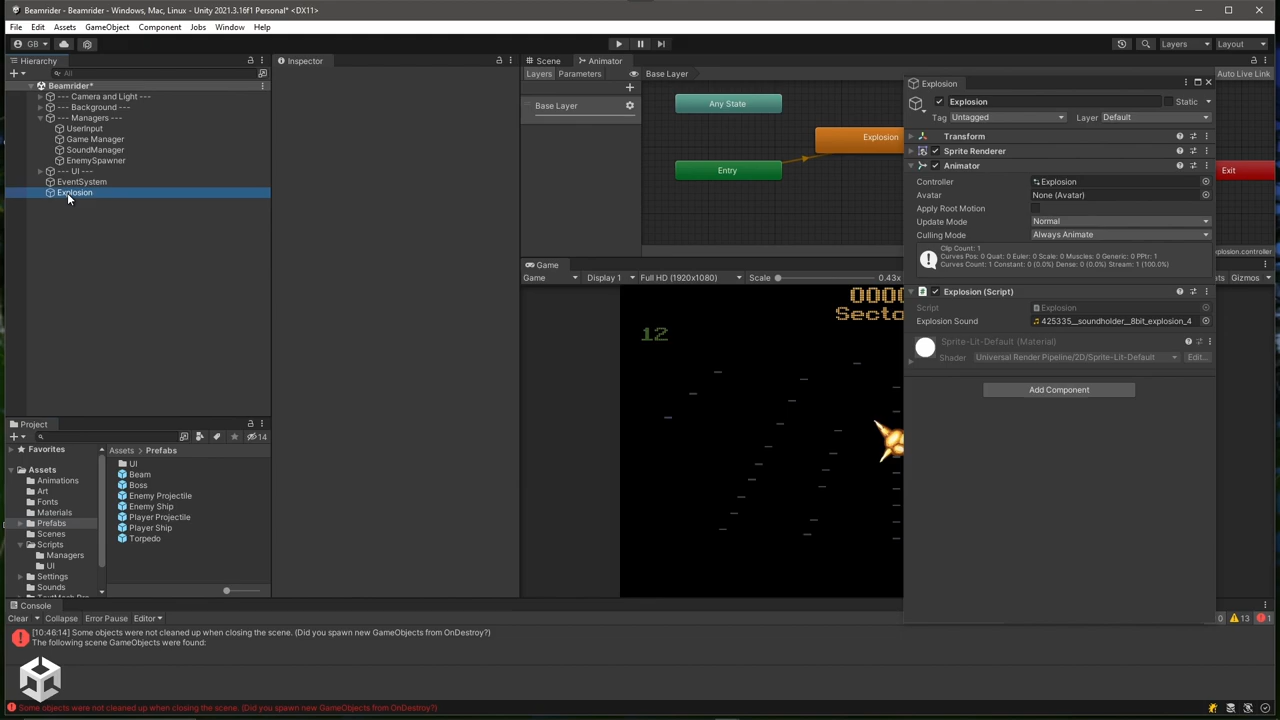 Beamrider - Beamrider - Windows, Mac, Linux - Unity 2021.3.16f1 Personal* <DX11>
File Edit Assets GameObject Component Jobs Window Help
GB Layers Layout
Hierarchy
All
Beamrider*
--- Camera and Light ---
--- Background ---
--- Managers ---
UserInput
Game Manager
SoundManager
EnemySpawner
--- UI ---
EventSystem
Explosion
Inspector
Scene Animator
Layers Parameters Base Layer Auto Live Link
Base Layer
Any State
Explosion
Entry
Exit
Explosion
Explosion Static
Tag Untagged Layer Default
Transform
Sprite Renderer
Animator
Controller Explosion
Avatar None (Avatar)
Apply Root Motion
Update Mode Normal
Culling Mode Always Animate
Clip Count: 1
Curves Pos: 0 Quat: 0 Euler: 0 Scale: 0 Muscles: 0 Generic: 0 PPtr: 1
Curves Count: 1 Constant: 0 (0.0%) Dense: 0 (0.0%) Stream: 1 (100.0%)
Explosion (Script)
Script Explosion
Explosion Sound 425335__soundholder__8bit_explosion_4
Sprite-Lit-Default (Material)
Shader Universal Render Pipeline/2D/Sprite-Lit-Default Edit...
Add Component
xplosion.controller
Game
Game Display 1 Full HD (1920x1080) Scale 0.43x ts Gizmos
0000
Secto
12
Project
14
Favorites
Assets
Animations
Art
Fonts
Materials
Prefabs
Scenes
Scripts
Managers
UI
Settings
Sounds
Assets Prefabs
UI
Beam
Boss
Enemy Projectile
Enemy Ship
Player Projectile
Player Ship
Torpedo
Console
Clear Collapse Error Pause Editor 0 13 1
[10:46:14] Some objects were not cleaned up when closing the scene. (Did you spawn new GameObjects from OnDestroy?)
The following scene GameObjects were found:
Some objects were not cleaned up when closing the scene. (Did you spawn new GameObjects from OnDestroy?)